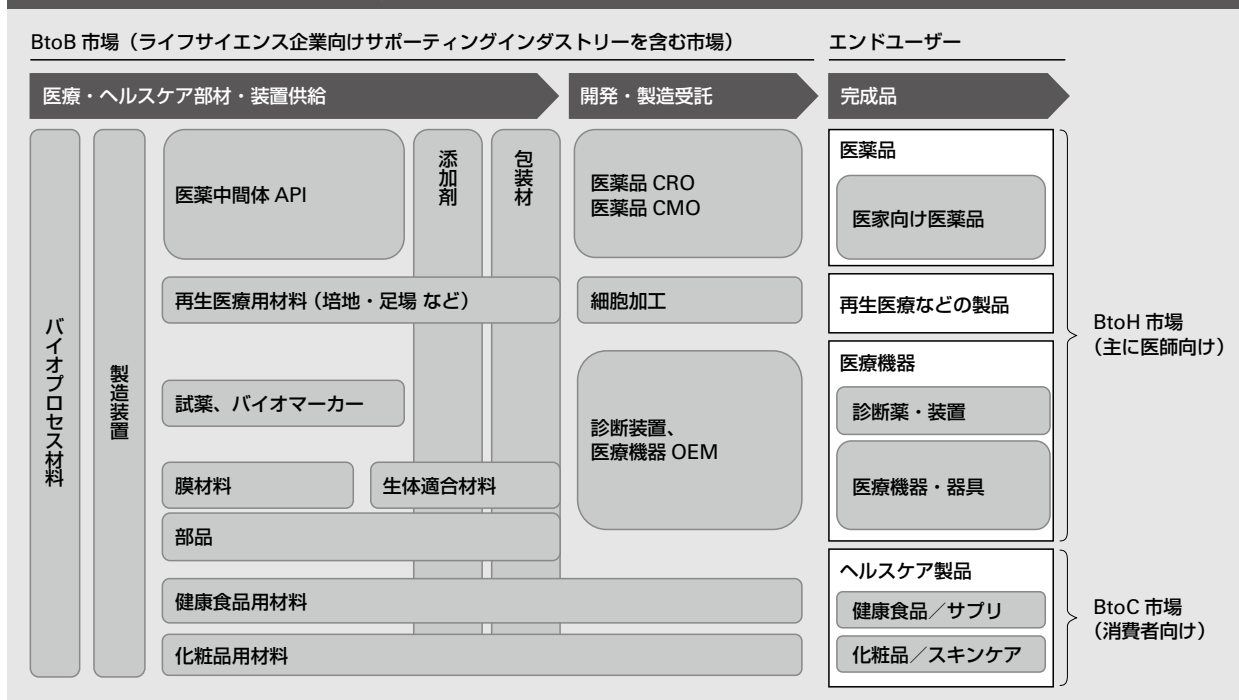 BtoB 市場（ライフサイエンス企業向けサポーティングインダストリーを含む市場）
エンドユーザー
医療・ヘルスケア部材・装置供給
開発・製造受託
完成品
バイオプロセス材料
製造装置
医薬中間体 API
添加剤
包装材
医薬品 CRO
医薬品 CMO
医薬品
医家向け医薬品
再生医療用材料（培地・足場 など）
細胞加工
再生医療などの製品
試薬、バイオマーカー
診断装置、
医療機器 OEM
医療機器
診断薬・装置
医療機器・器具
膜材料
生体適合材料
部品
BtoH 市場
（主に医師向け）
健康食品用材料
化粧品用材料
ヘルスケア製品
健康食品／サプリ
化粧品／スキンケア
BtoC 市場
（消費者向け）